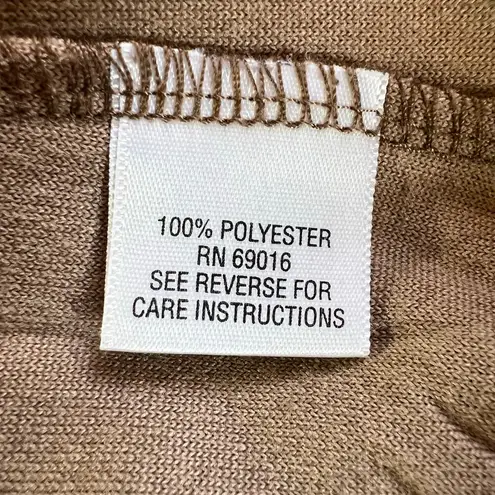 100% POLYESTER
RN 69016
SEE REVERSE FOR
CARE INSTRUCTIONS